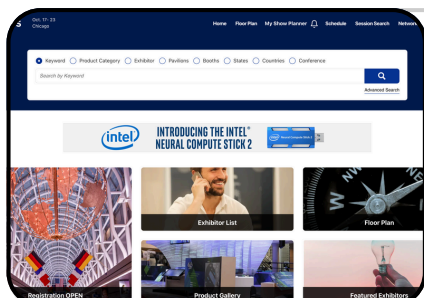 Oct. 17- 23
Chicago
Home Floor Plan My Show Planner Schedule Session Search
Keyword Product Category Exhibitor Pavilions Booths States Countries Conference
Search by Keyword
Advanced Search
intel
INTRODUCING THE INTEL®
NEURAL COMPUTE STICK 2
Exhibitor List
Floor Plan
Registration OPEN
Product Gallery
Featured Exhibitors